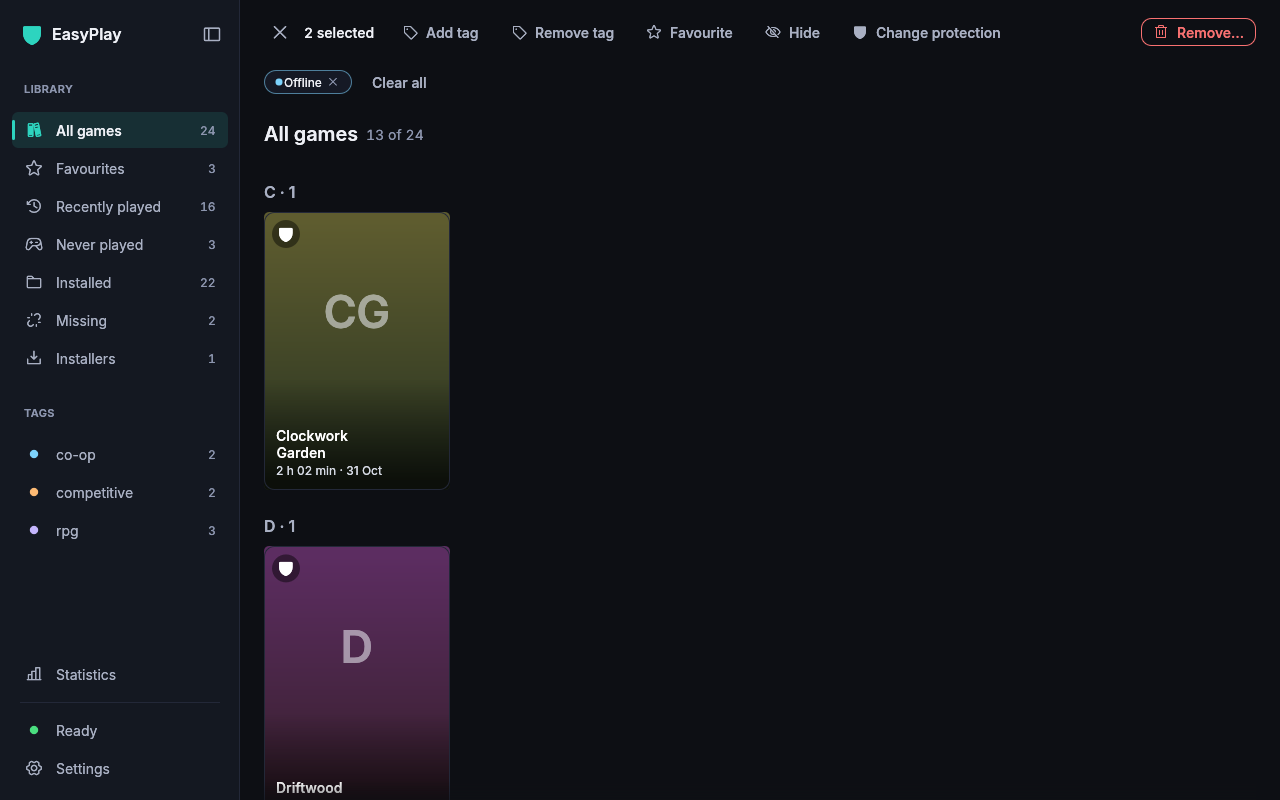 EasyPlay
LIBRARY
All games 24
Favourites 3
Recently played 16
Never played 3
Installed 22
Missing 2
Installers 1
TAGS
co-op 2
competitive 2
rpg 3
Statistics
Ready
Settings
2 selected Add tag Remove tag Favourite Hide Change protection Remove...
Offline Clear all
All games 13 of 24
C · 1
CG
Clockwork
Garden
2 h 02 min · 31 Oct
D · 1
D
Driftwood